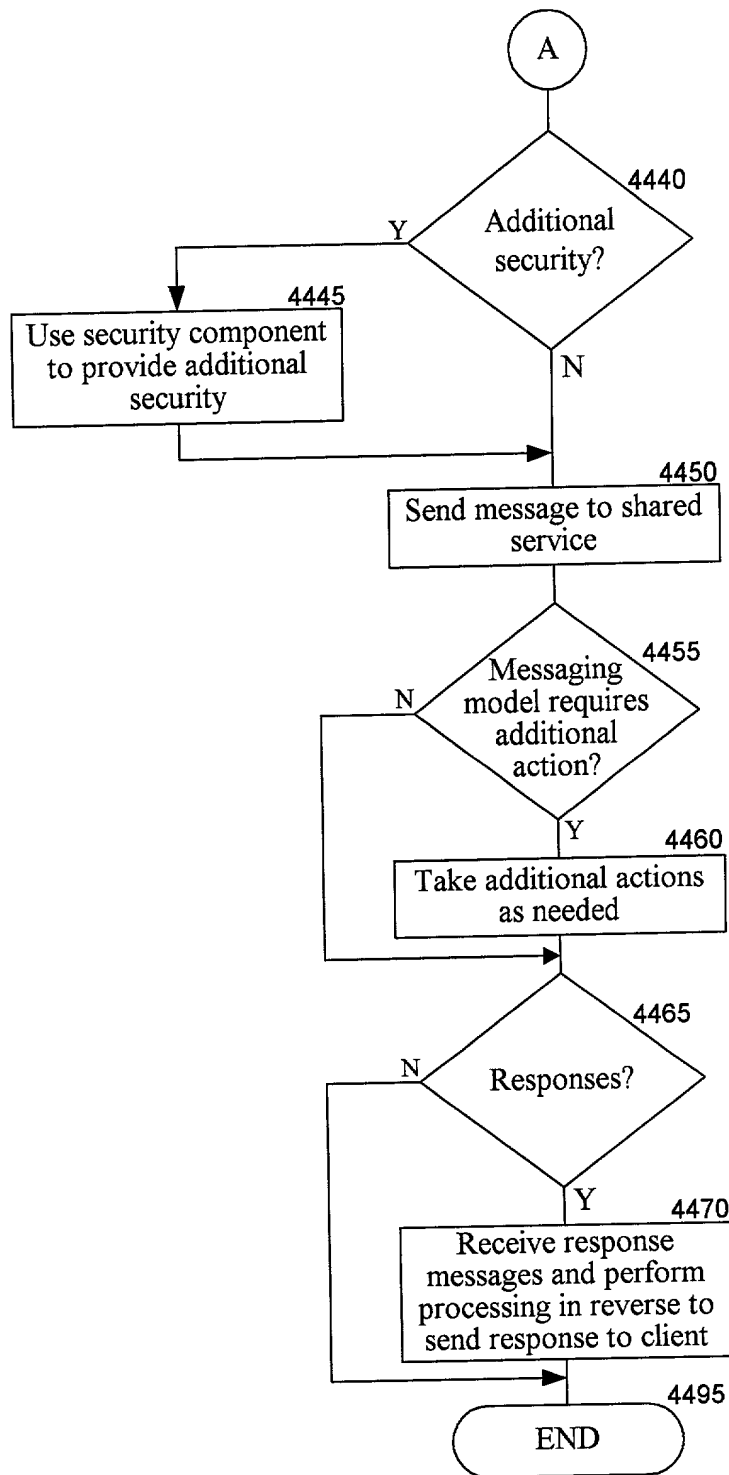 A
4440
Y
Additional
security?
4445
Use security component
to provide additional
security
N
4450
Send message to shared
service
4455
Messaging
model requires
additional
action?
N
Y
4460
Take additional actions
as needed
4465
N
Responses?
Y
4470
Receive response
messages and perform
processing in reverse to
send response to client
4495
END